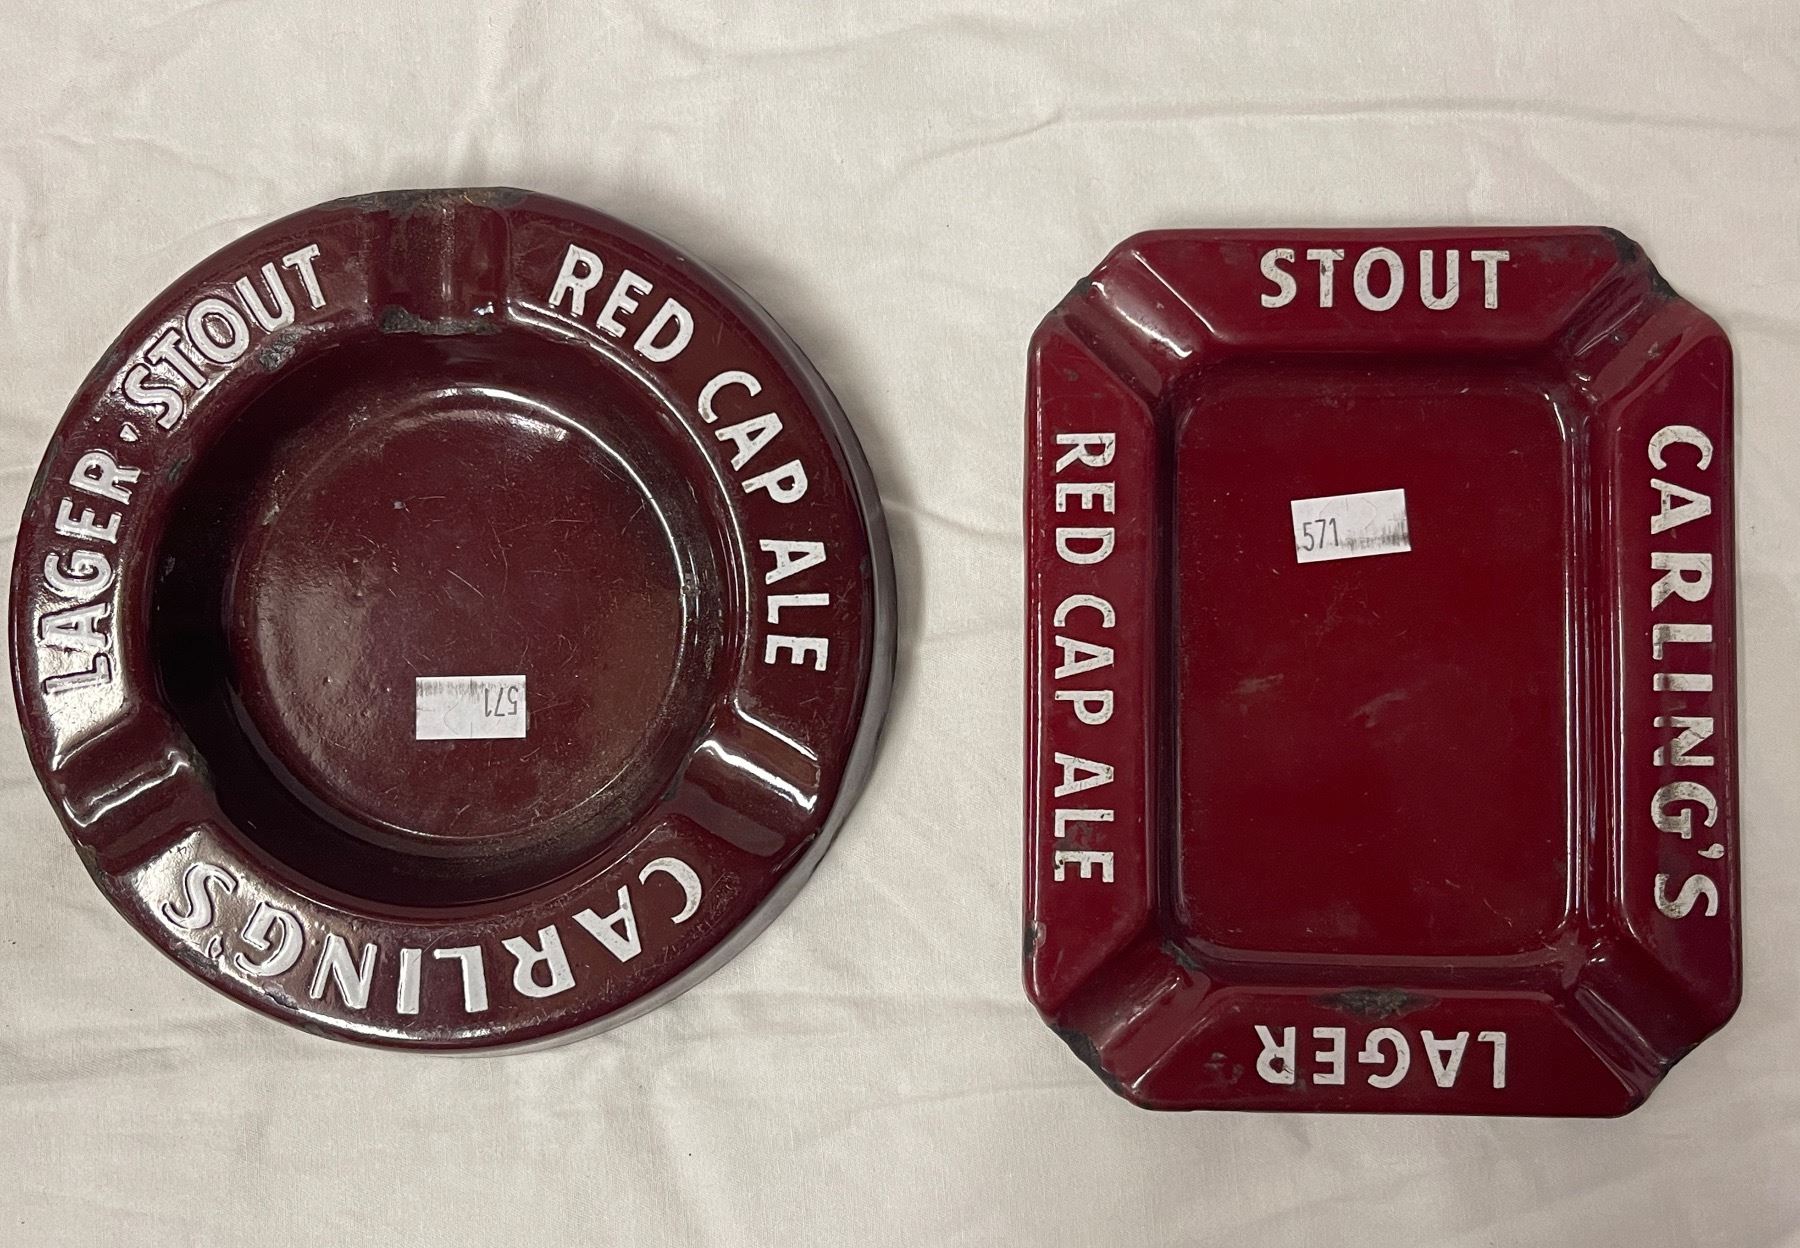 LAGER · STOUT
RED CAP ALE
CARLING'S
571
STOUT
CARLING'S
LAGER
RED CAP ALE
571